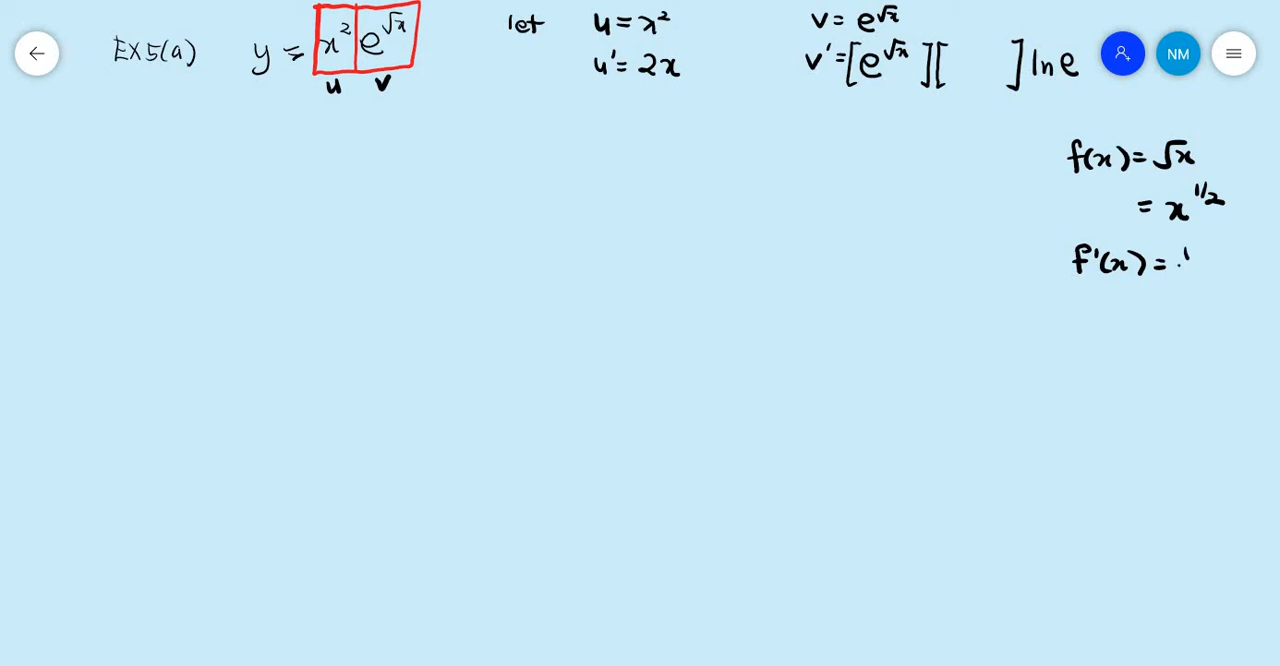 EX5(a) y = x² e^√x let u = x² v = e^√x
u v u' = 2x v' = [e^√x ][ ] ln e
NM
f(x) = √x
= x^1/2
f'(x) =